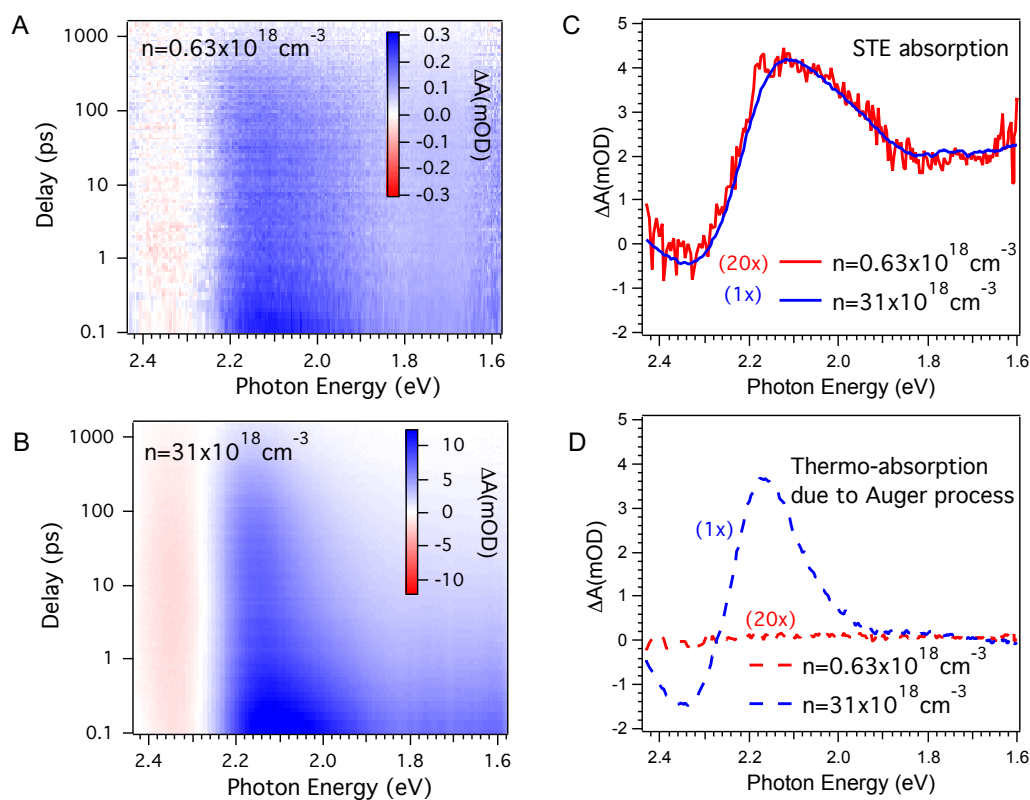 A
n=0.63x10^18 cm^-3
0.3
0.2
0.1
0.0
-0.1
-0.2
-0.3
ΔA(mOD)
1000
100
10
1
0.1
Delay (ps)
2.4
2.2
2.0
1.8
1.6
Photon Energy (eV)
B
n=31x10^18 cm^-3
10
5
0
-5
-10
ΔA(mOD)
1000
100
10
1
0.1
Delay (ps)
2.4
2.2
2.0
1.8
1.6
Photon Energy (eV)
C
STE absorption
5
4
3
2
1
0
-1
-2
ΔA(mOD)
(20x) n=0.63x10^18 cm^-3
(1x) n=31x10^18 cm^-3
2.4
2.2
2.0
1.8
1.6
Photon Energy (eV)
D
Thermo-absorption
due to Auger process
5
4
3
2
1
0
-1
-2
ΔA(mOD)
(1x)
(20x)
n=0.63x10^18 cm^-3
n=31x10^18 cm^-3
2.4
2.2
2.0
1.8
1.6
Photon Energy (eV)